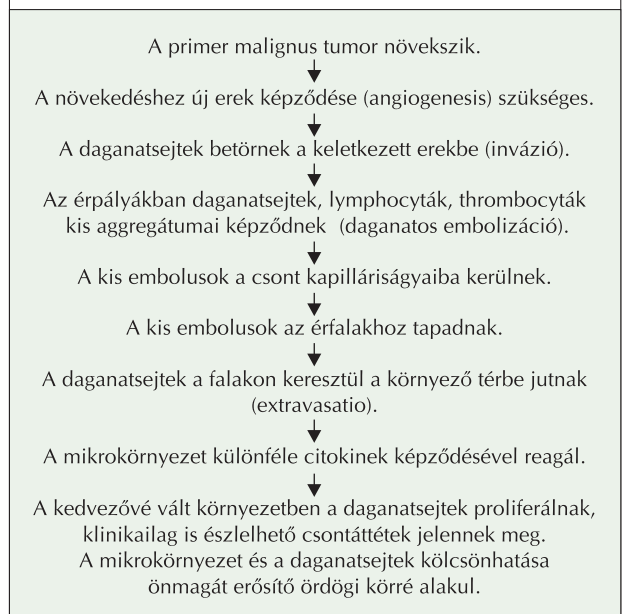 A primer malignus tumor növekszik.
A növekedéshez új erek képződése (angiogenesis) szükséges.
A daganatsejtek betörnek a keletkezett erekbe (invázió).
Az érpályákban daganatsejtek, lymphocyták, thrombocyták
kis aggregátumai képződnek (daganatos embolizáció).
A kis embolusok a csont kapilláriságyaiba kerülnek.
A kis embolusok az érfalakhoz tapadnak.
A daganatsejtek a falakon keresztül a környező térbe jutnak
(extravasatio).
A mikrokörnyezet különféle citokinek képződésével reagál.
A kedvezővé vált környezetben a daganatsejtek proliferálnak,
klinikailag is észlelhető csontáttétek jelennek meg.
A mikrokörnyezet és a daganatsejtek kölcsönhatása
önmagát erősítő ördögi körré alakul.